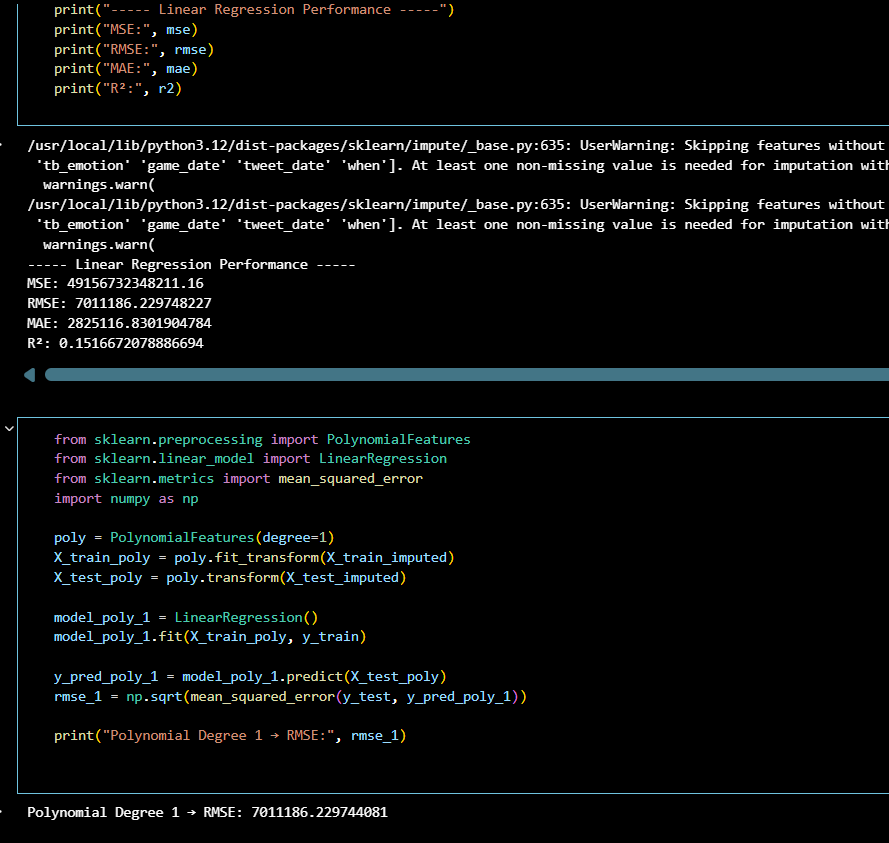 print("----- Linear Regression Performance -----")
print("MSE:", mse)
print("RMSE:", rmse)
print("MAE:", mae)
print("R²:", r2)
/usr/local/lib/python3.12/dist-packages/sklearn/impute/_base.py:635: UserWarning: Skipping features without
'tb_emotion' 'game_date' 'tweet_date' 'when']. At least one non-missing value is needed for imputation with
warnings.warn(
/usr/local/lib/python3.12/dist-packages/sklearn/impute/_base.py:635: UserWarning: Skipping features without
'tb_emotion' 'game_date' 'tweet_date' 'when']. At least one non-missing value is needed for imputation with
warnings.warn(
----- Linear Regression Performance -----
MSE: 49156732348211.16
RMSE: 7011186.229748227
MAE: 2825116.8301904784
R²: 0.1516672078886694
from sklearn.preprocessing import PolynomialFeatures
from sklearn.linear_model import LinearRegression
from sklearn.metrics import mean_squared_error
import numpy as np
poly = PolynomialFeatures(degree=1)
X_train_poly = poly.fit_transform(X_train_imputed)
X_test_poly = poly.transform(X_test_imputed)
model_poly_1 = LinearRegression()
model_poly_1.fit(X_train_poly, y_train)
y_pred_poly_1 = model_poly_1.predict(X_test_poly)
rmse_1 = np.sqrt(mean_squared_error(y_test, y_pred_poly_1))
print("Polynomial Degree 1 → RMSE:", rmse_1)
Polynomial Degree 1 → RMSE: 7011186.229744081